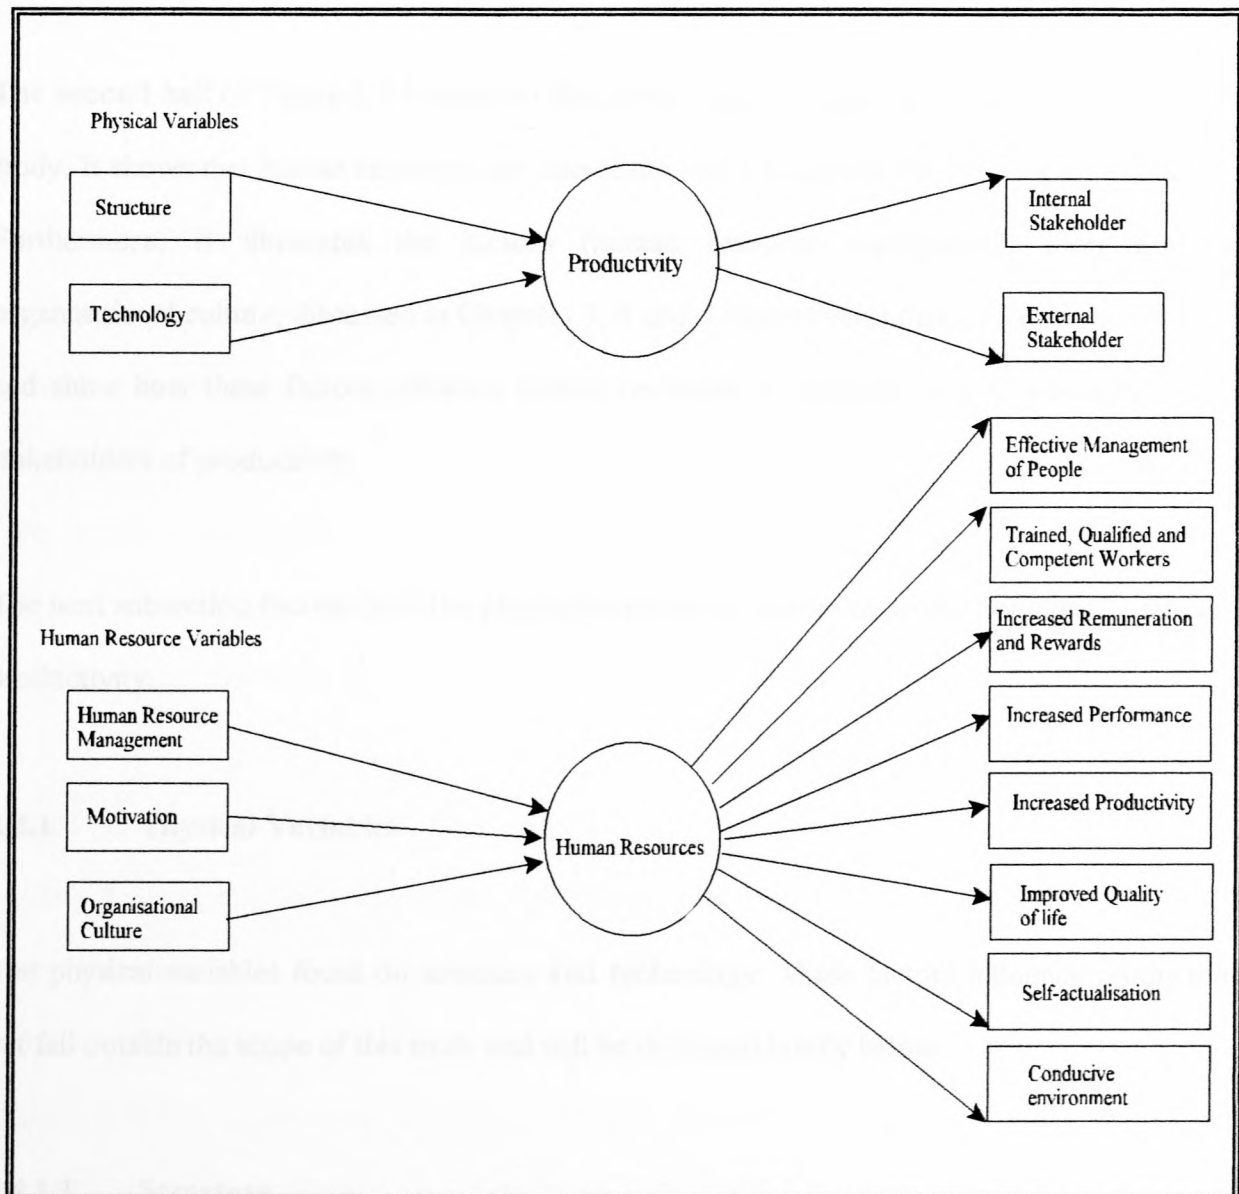 Physical Variables
Structure
Technology
Productivity
Internal
Stakeholder
External
Stakeholder
Human Resource Variables
Human Resource
Management
Motivation
Organisational
Culture
Human Resources
Effective Management
of People
Trained, Qualified and
Competent Workers
Increased Remuneration
and Rewards
Increased Performance
Increased Productivity
Improved Quality
of life
Self-actualisation
Conducive
environment